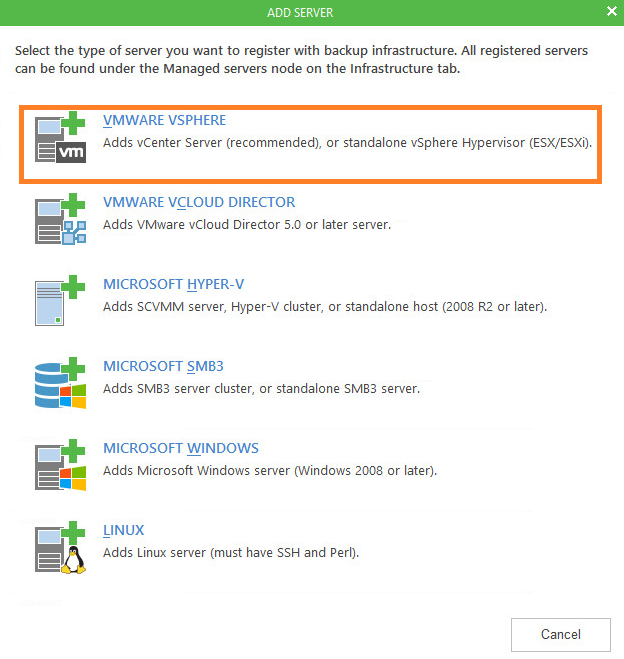 ADD SERVER
Select the type of server you want to register with backup infrastructure. All registered servers
can be found under the Managed servers node on the Infrastructure tab.
VMWARE VSPHERE
Adds vCenter Server (recommended), or standalone vSphere Hypervisor (ESX/ESXi).
vm
VMWARE VCLOUD DIRECTOR
Adds VMware vCloud Director 5.0 or later server.
MICROSOFT HYPER-V
Adds SCVMM server, Hyper-V cluster, or standalone host (2008 R2 or later).
MICROSOFT SMB3
Adds SMB3 server cluster, or standalone SMB3 server.
MICROSOFT WINDOWS
Adds Microsoft Windows server (Windows 2008 or later).
LINUX
Adds Linux server (must have SSH and Perl).
Cancel